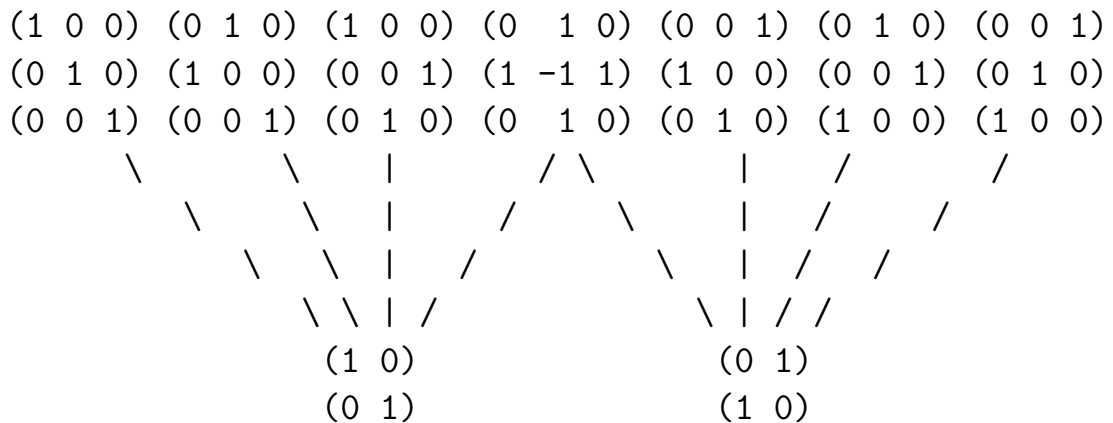 (1 0 0) (0 1 0) (1 0 0) (0  1 0) (0 0 1) (0 1 0) (0 0 1)
(0 1 0) (1 0 0) (0 0 1) (1 -1 1) (1 0 0) (0 0 1) (0 1 0)
(0 0 1) (0 0 1) (0 1 0) (0  1 0) (0 1 0) (1 0 0) (1 0 0)
(1 0) (0 1)
(0 1) (1 0)